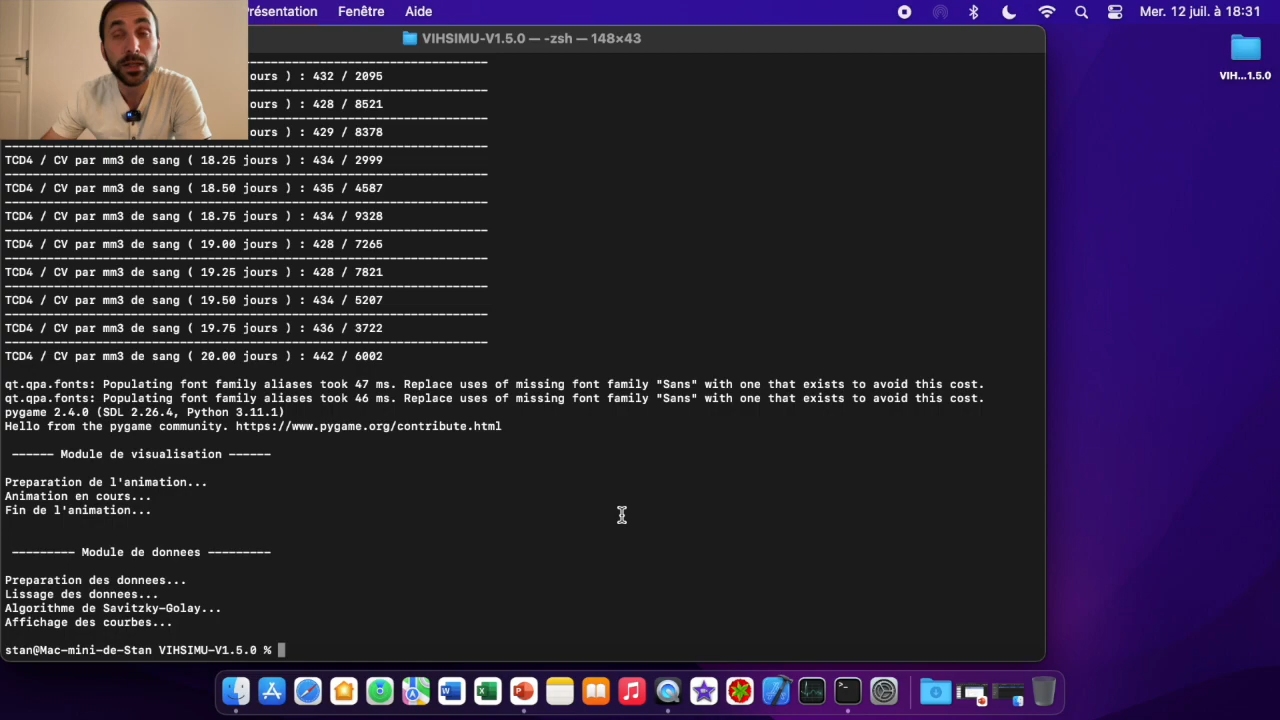 résentation Fenêtre Aide Mer. 12 juil. à 18:31
VIHSIMU-V1.5.0 — -zsh — 148×43
VIH...1.5.0
------------------------------
ours ) : 432 / 2095
------------------------------
ours ) : 428 / 8521
------------------------------
ours ) : 429 / 8378
---------------------------------------------------------------------
TCD4 / CV par mm3 de sang ( 18.25 jours ) : 434 / 2999
---------------------------------------------------------------------
TCD4 / CV par mm3 de sang ( 18.50 jours ) : 435 / 4587
---------------------------------------------------------------------
TCD4 / CV par mm3 de sang ( 18.75 jours ) : 434 / 9328
---------------------------------------------------------------------
TCD4 / CV par mm3 de sang ( 19.00 jours ) : 428 / 7265
---------------------------------------------------------------------
TCD4 / CV par mm3 de sang ( 19.25 jours ) : 428 / 7821
---------------------------------------------------------------------
TCD4 / CV par mm3 de sang ( 19.50 jours ) : 434 / 5207
---------------------------------------------------------------------
TCD4 / CV par mm3 de sang ( 19.75 jours ) : 436 / 3722
---------------------------------------------------------------------
TCD4 / CV par mm3 de sang ( 20.00 jours ) : 442 / 6002
qt.qpa.fonts: Populating font family aliases took 47 ms. Replace uses of missing font family "Sans" with one that exists to avoid this cost.
qt.qpa.fonts: Populating font family aliases took 46 ms. Replace uses of missing font family "Sans" with one that exists to avoid this cost.
pygame 2.4.0 (SDL 2.26.4, Python 3.11.1)
Hello from the pygame community. https://www.pygame.org/contribute.html
------ Module de visualisation ------
Preparation de l'animation...
Animation en cours...
Fin de l'animation...
--------- Module de donnees ---------
Preparation des donnees...
Lissage des donnees...
Algorithme de Savitzky-Golay...
Affichage des courbes...
stan@Mac-mini-de-Stan VIHSIMU-V1.5.0 %